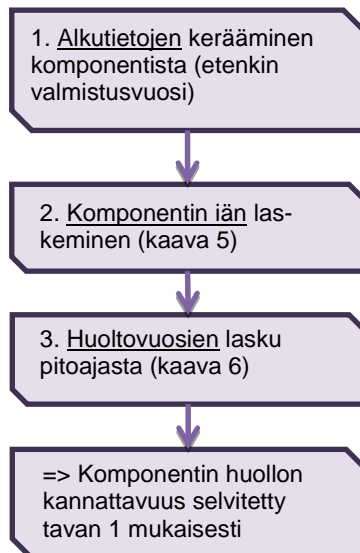 1. Alkutietojen kerääminen
komponentista (etenkin
valmistusvuosi)
2. Komponentin iän las-
keminen (kaava 5)
3. Huoltovuosien lasku
pitoajasta (kaava 6)
=> Komponentin huollon
kannattavuus selvitetty
tavan 1 mukaisesti